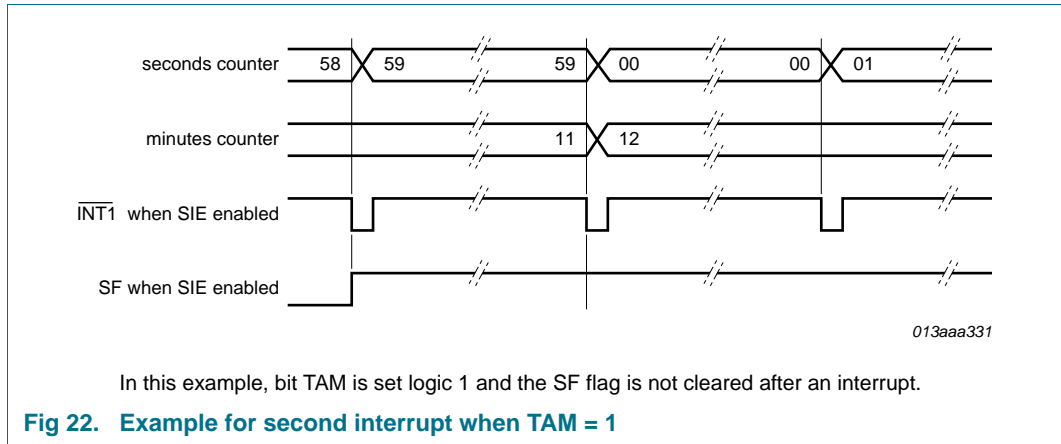 seconds counter 58 59 59 00 00 01
minutes counter 11 12
INT1 when SIE enabled
SF when SIE enabled
013aaa331
In this example, bit TAM is set logic 1 and the SF flag is not cleared after an interrupt.
Fig 22. Example for second interrupt when TAM = 1